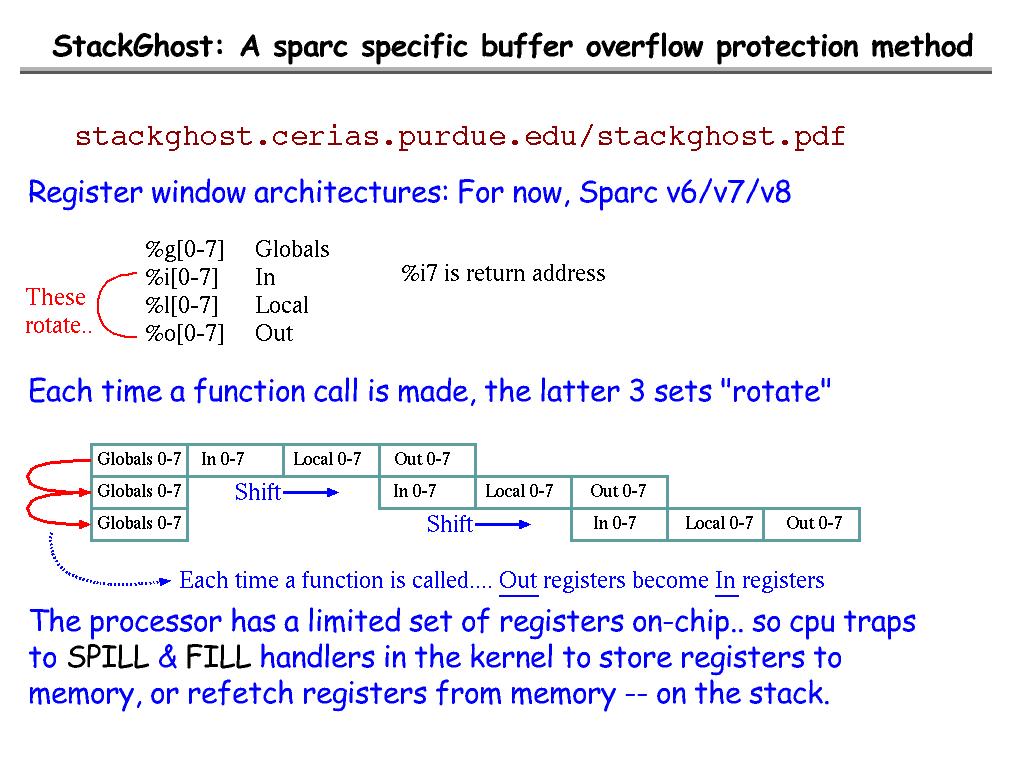 StackGhost: A sparc specific buffer overflow protection method
stackghost.cerias.purdue.edu/stackghost.pdf
Register window architectures: For now, Sparc v6/v7/v8
%g[0-7] Globals
%i[0-7] In
%i7 is return address
%l[0-7] Local
%o[0-7] Out
These
rotate..
Each time a function call is made, the latter 3 sets "rotate"
Globals 0-7 In 0-7 Local 0-7 Out 0-7
Globals 0-7 Shift In 0-7 Local 0-7 Out 0-7
Globals 0-7 Shift In 0-7 Local 0-7 Out 0-7
Each time a function is called.... Out registers become In registers
The processor has a limited set of registers on-chip.. so cpu traps
to SPILL & FILL handlers in the kernel to store registers to
memory, or refetch registers from memory -- on the stack.